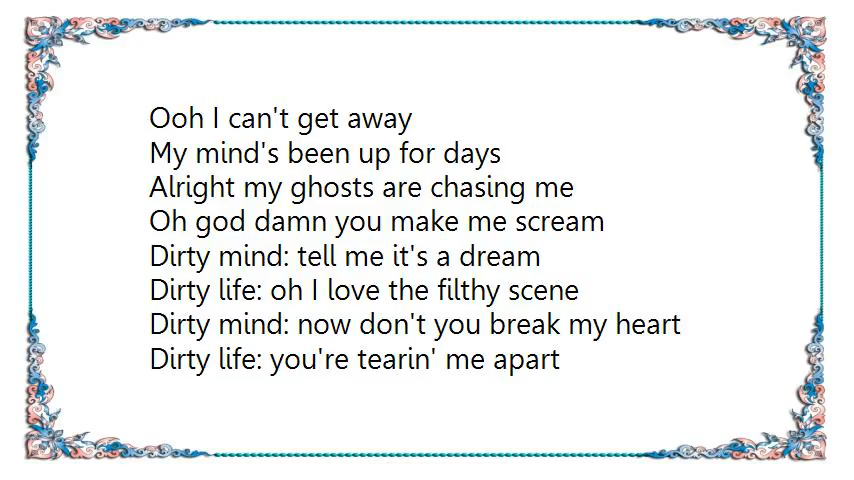 Ooh I can't get away
My mind's been up for days
Alright my ghosts are chasing me
Oh god damn you make me scream
Dirty mind: tell me it's a dream
Dirty life: oh I love the filthy scene
Dirty mind: now don't you break my heart
Dirty life: you're tearin' me apart